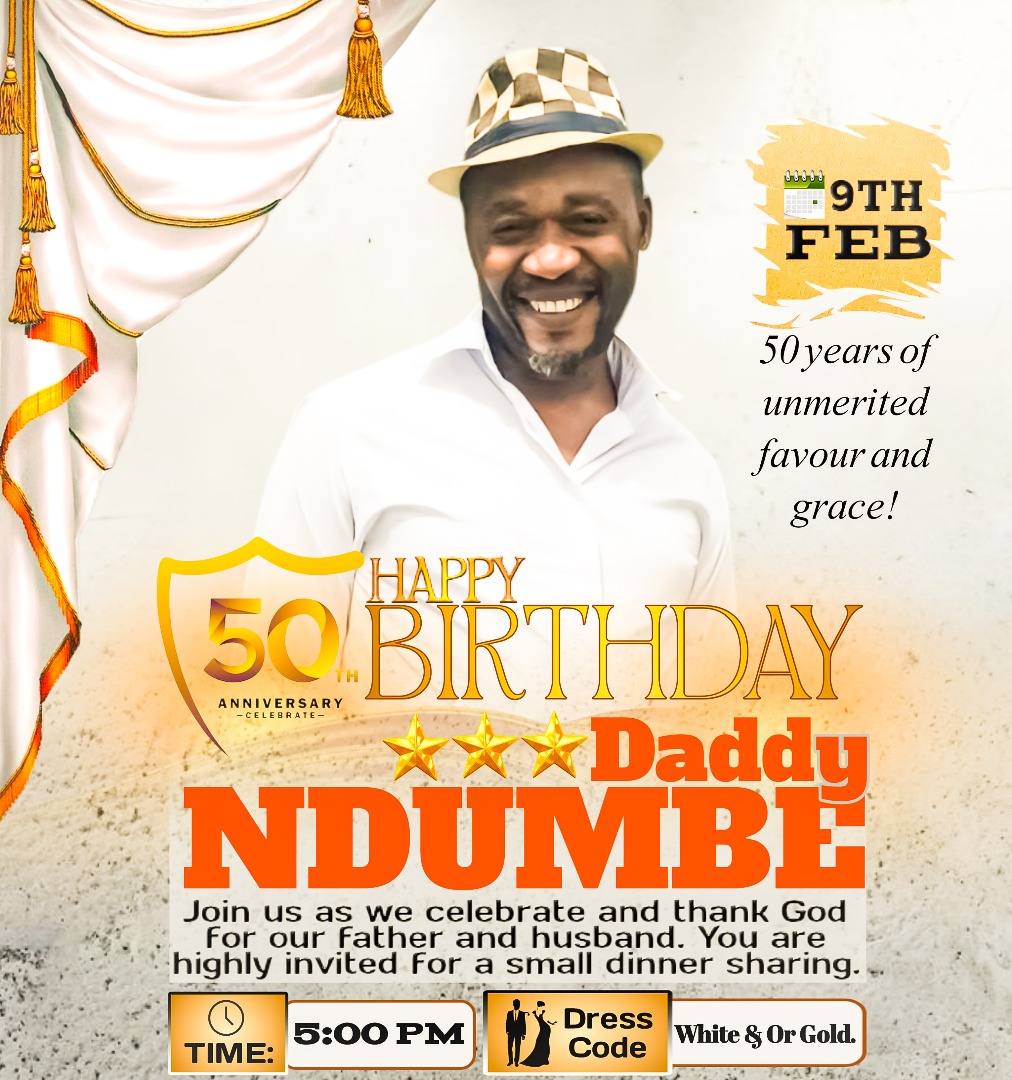 9TH
FEB
50 years of
unmerited
favour and
grace!
50TH
ANNIVERSARY
–CELEBRATE–
HAPPY
BIRTHDAY
Daddy
NDUMBE
Join us as we celebrate and thank God
for our father and husband. You are
highly invited for a small dinner sharing.
TIME:
5:00 PM
Dress
Code
White & Or Gold.